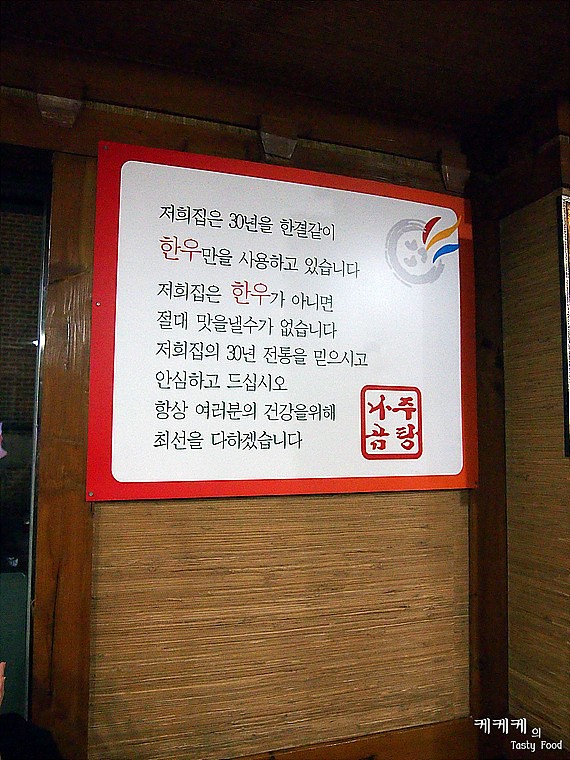 저희집은 30년을 한결같이
한우만을 사용하고 있습니다
저희집은 한우가 아니면
절대 맛을낼수가 없습니다
저희집의 30년 전통을 믿으시고
안심하고 드십시오
항상 여러분의 건강을위해
최선을 다하겠습니다
나주
곰탕
케케케의
Tasty Food